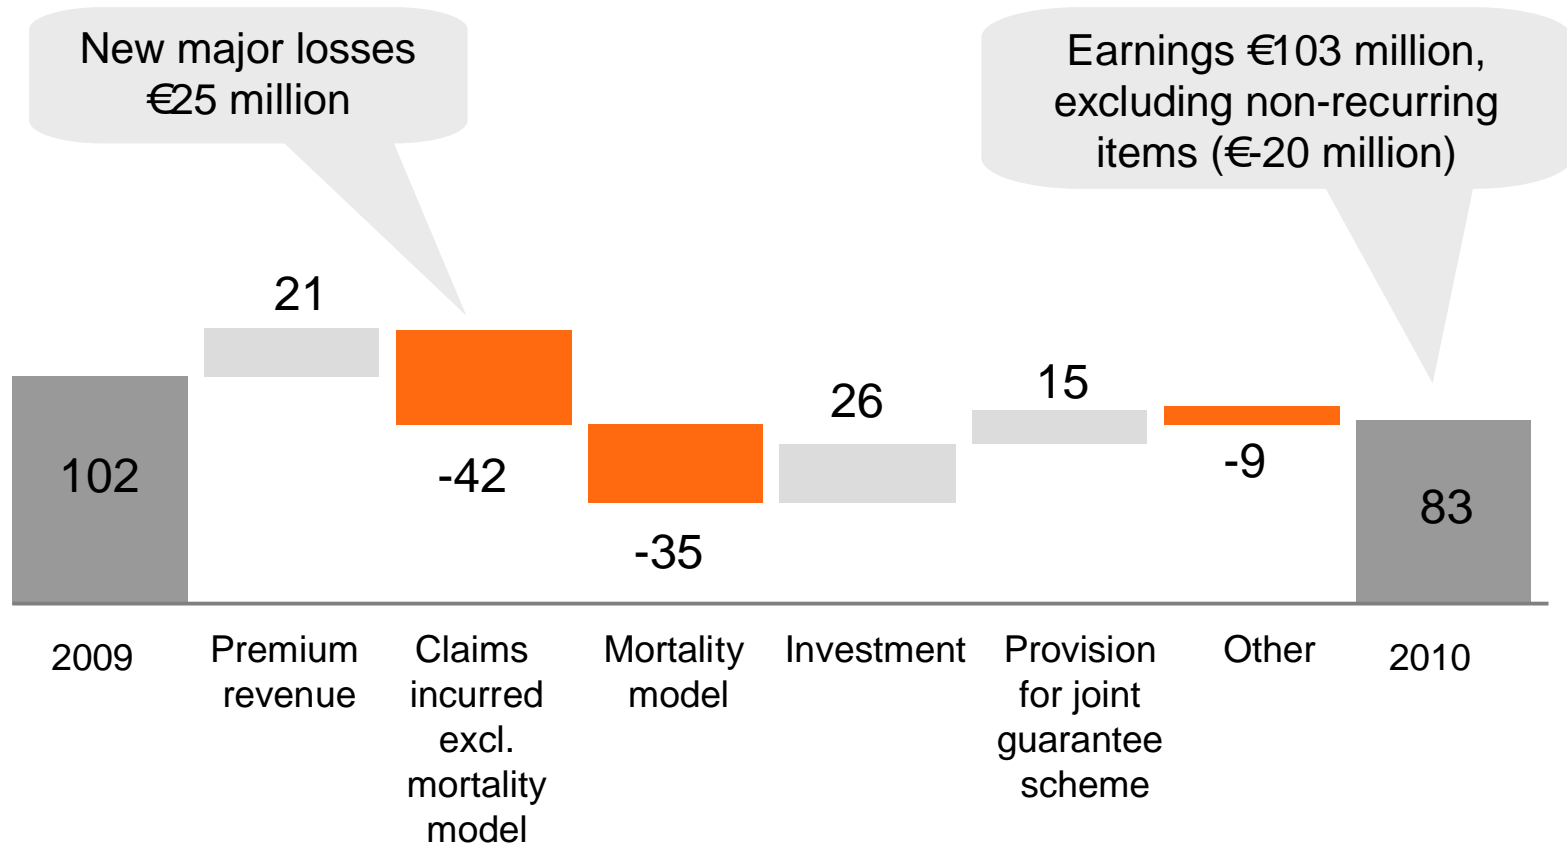 New major losses
€25 million
Earnings €103 million,
excluding non-recurring
items (€-20 million)
21
26
15
102
-42
-35
-9
83
2009
Premium
revenue
Claims
incurred
excl.
mortality
model
Mortality
model
Investment
Provision
for joint
guarantee
scheme
Other
2010